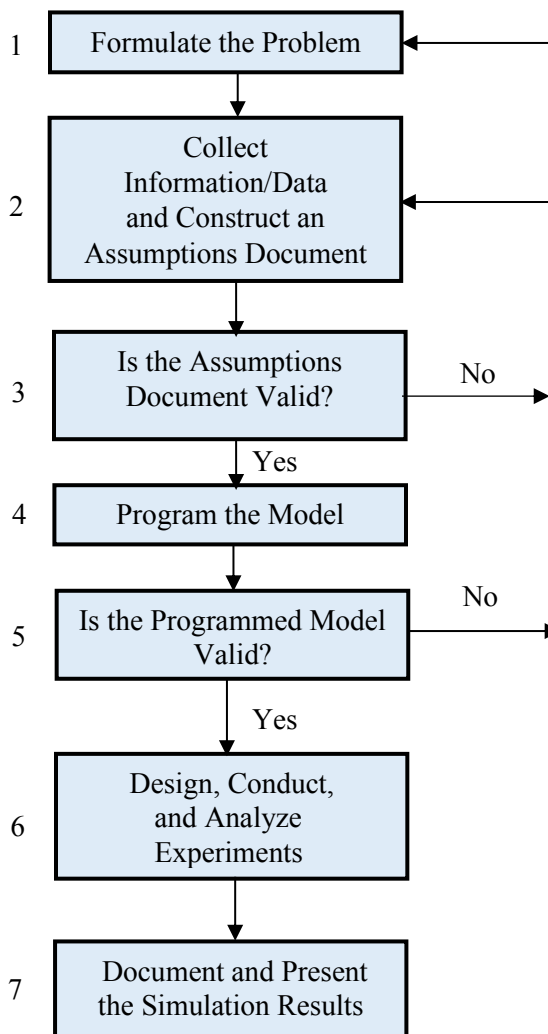 1
Formulate the Problem
2
Collect
Information/Data
and Construct an
Assumptions Document
3
Is the Assumptions
Document Valid?
No
Yes
4
Program the Model
5
Is the Programmed Model
Valid?
No
Yes
6
Design, Conduct,
and Analyze
Experiments
7
Document and Present
the Simulation Results